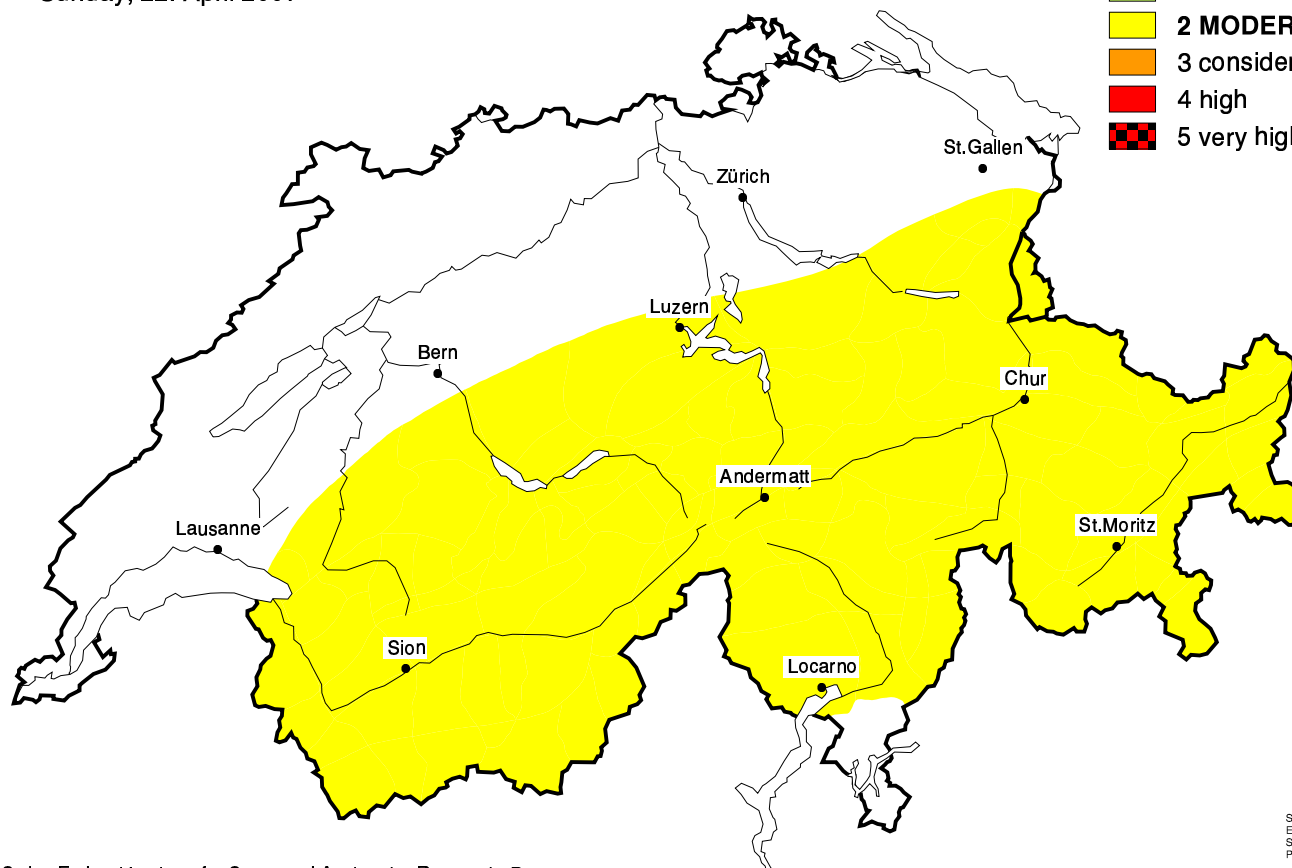 2 MODER
3 consider
4 high
5 very high
St.Gallen
Zürich
Luzern
Bern
Chur
Andermatt
Lausanne
St.Moritz
Sion
Locarno